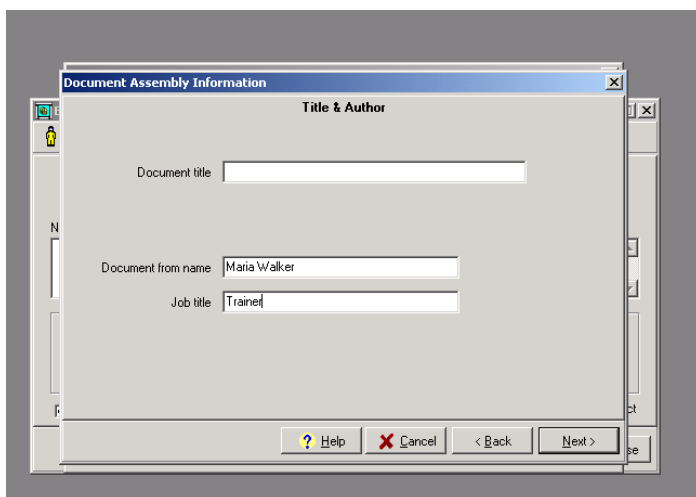 Document Assembly Information
Title & Author
Document title
Document from name Maria Walker
Job title Trainer
Help Cancel < Back Next >